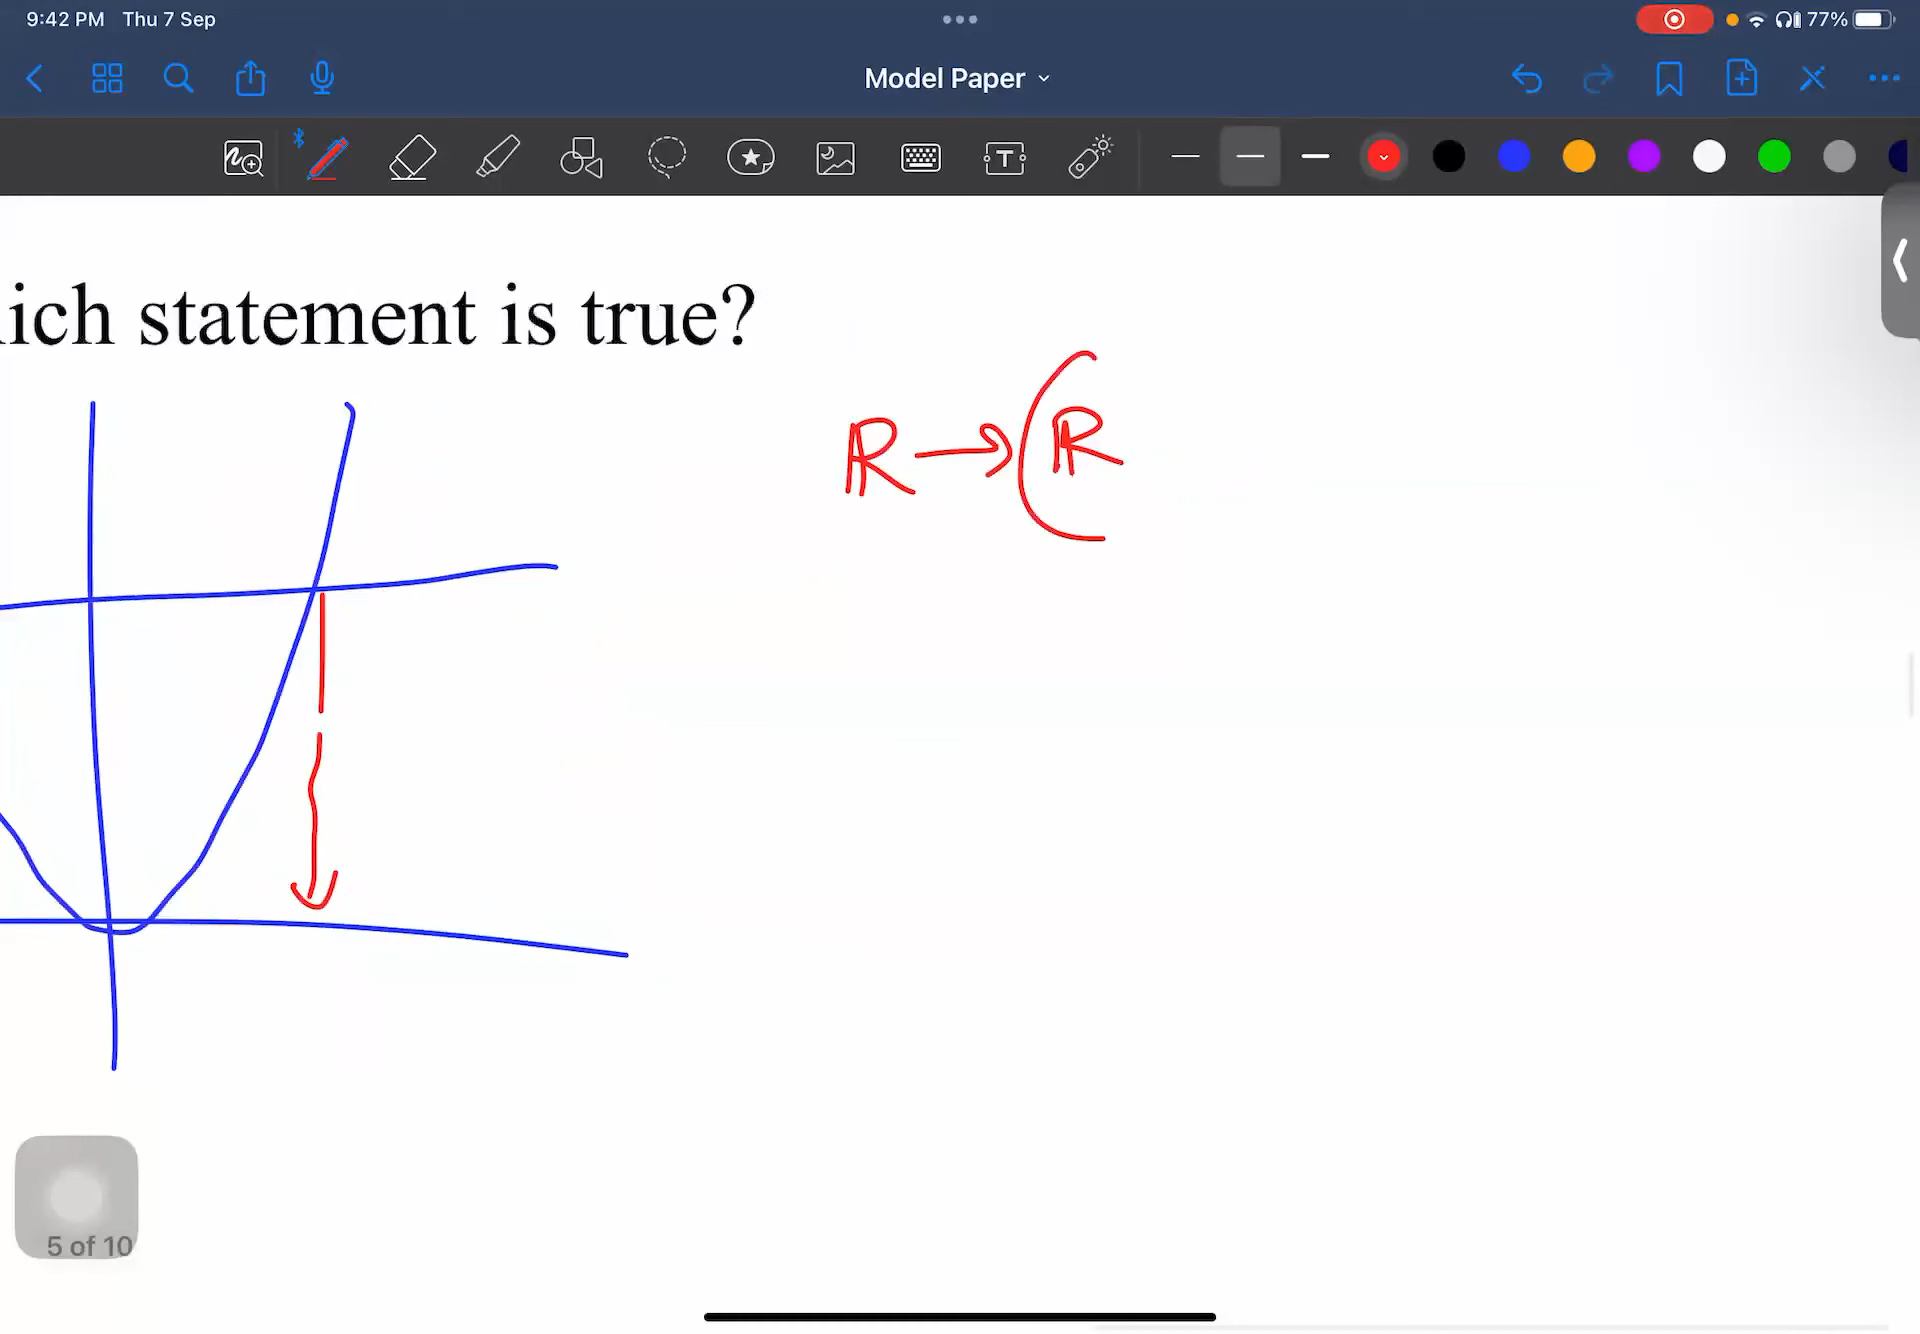 9:42 PM Thu 7 Sep
77%
Model Paper
T
ich statement is true?
ℝ → (ℝ
5 of 10